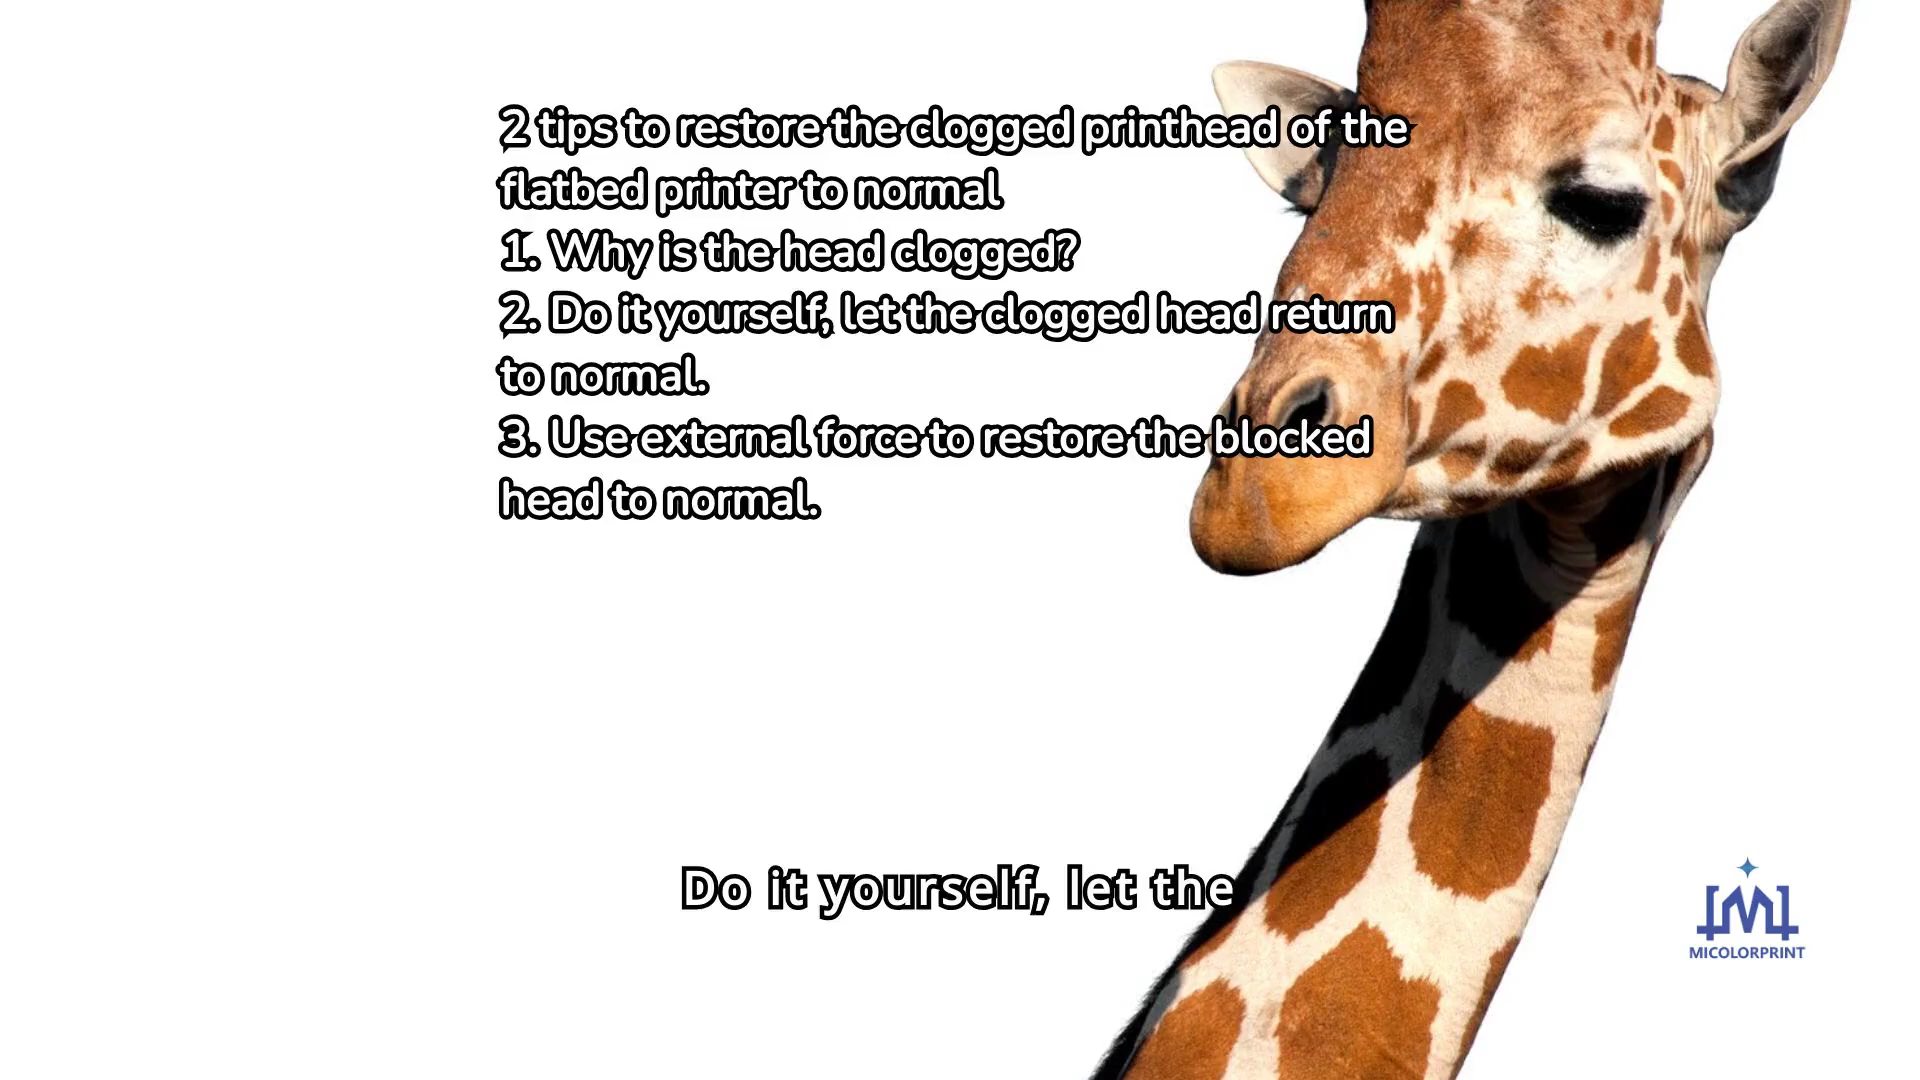 2 tips to restore the clogged printhead of the
flatbed printer to normal
1. Why is the head clogged?
2. Do it yourself, let the clogged head return
to normal.
3. Use external force to restore the blocked
head to normal.
Do it yourself, let the
MICOLORPRINT